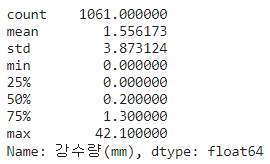 count    1061.000000
mean        1.556173
std         3.873124
min         0.000000
25%         0.000000
50%         0.200000
75%         1.300000
max        42.100000
Name: 강수량(mm), dtype: float64